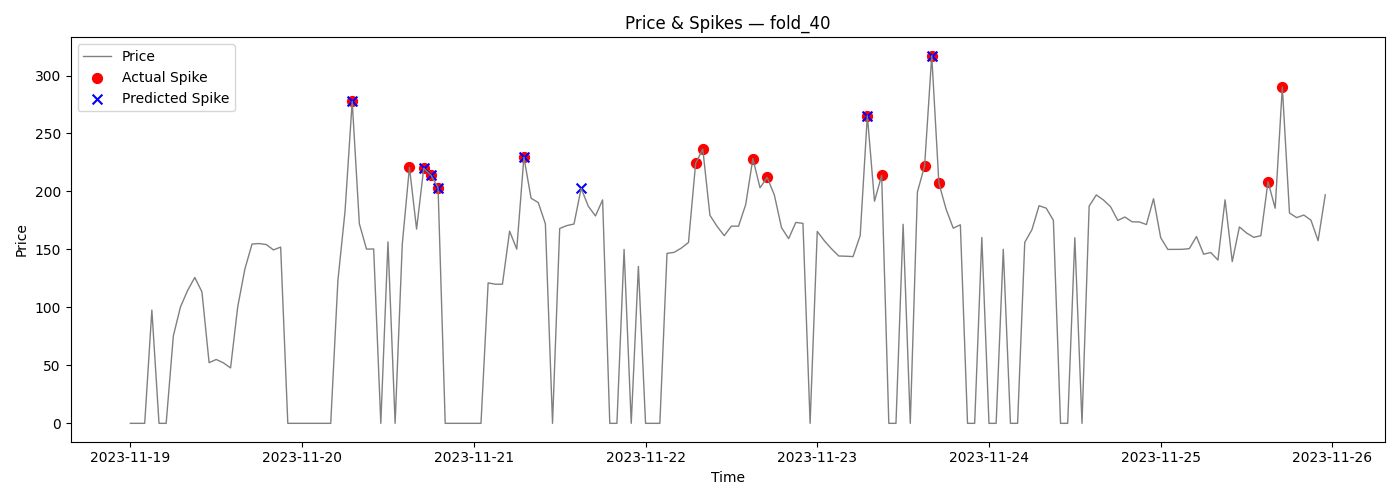 Price & Spikes — fold_40
Price
Actual Spike
Predicted Spike
Price
300
250
200
150
100
50
0
2023-11-19
2023-11-20
2023-11-21
2023-11-22
2023-11-23
2023-11-24
2023-11-25
2023-11-26
Time